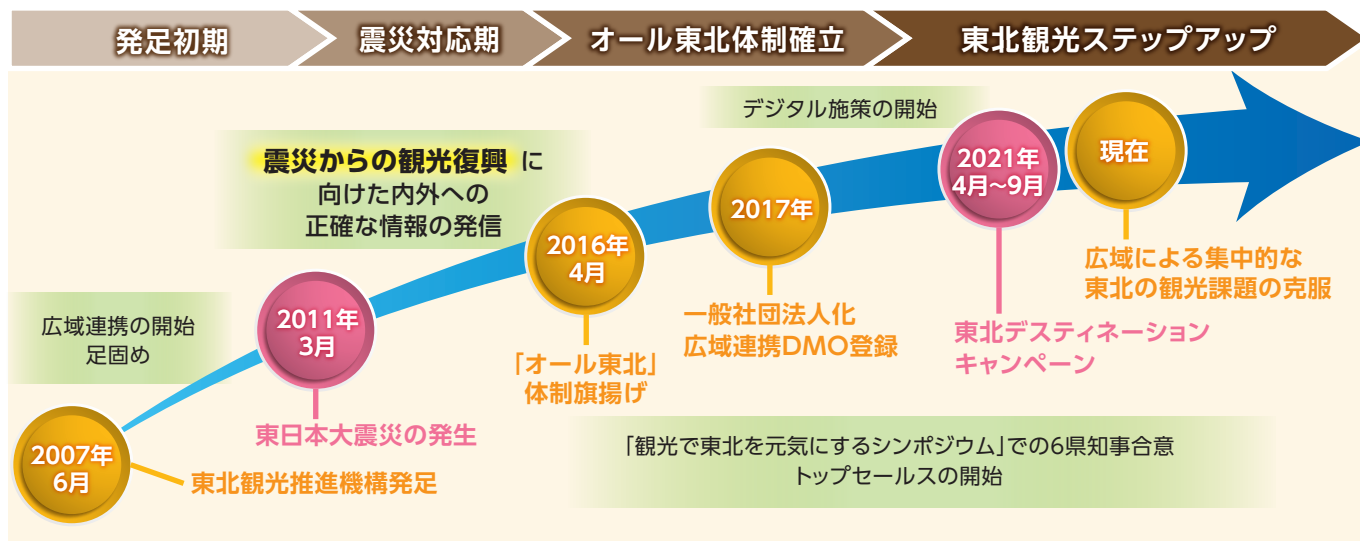 発足初期
震災対応期
オール東北体制確立
東北観光ステップアップ
広域連携の開始
足固め
2007年
6月
東北観光推進機構発足
震災からの観光復興 に
向けた内外への
正確な情報の発信
2011年
3月
東日本大震災の発生
2016年
4月
「オール東北」
体制旗揚げ
2017年
一般社団法人化
広域連携DMO登録
デジタル施策の開始
「観光で東北を元気にするシンポジウム」での6県知事合意
トップセールスの開始
2021年
4月～9月
東北デスティネーション
キャンペーン
現在
広域による集中的な
東北の観光課題の克服